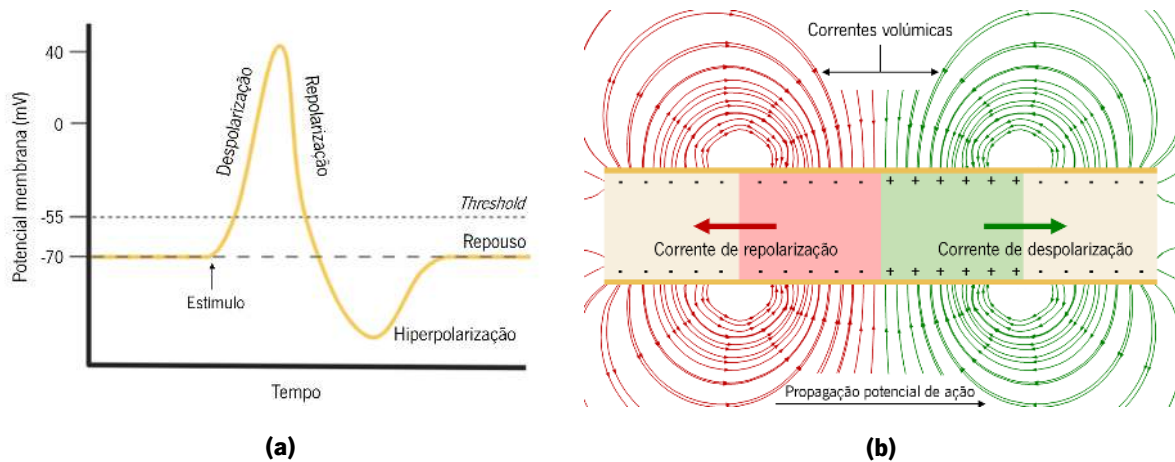 Potencial membrana (mV)
40
0
-55
-70
Despolarização
Repolarização
Threshold
Repouso
Estímulo
Hiperpolarização
Tempo
(a)
Correntes volúmicas
- - - - - - - - - - + + + + + + - - - - -
Corrente de repolarização
Corrente de despolarização
- - - - - - - - - - + + + + + + - - - - -
Propagação potencial de ação
(b)